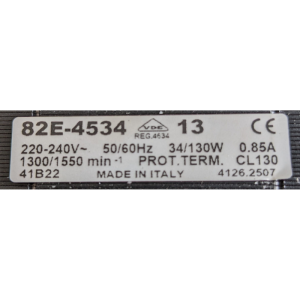 82E-4534 VDE REG.4534 13 CE
220-240V~ 50/60Hz 34/130W 0.85A
1300/1550 min⁻¹ PROT.TERM. CL130
41B22 MADE IN ITALY 4126.2507